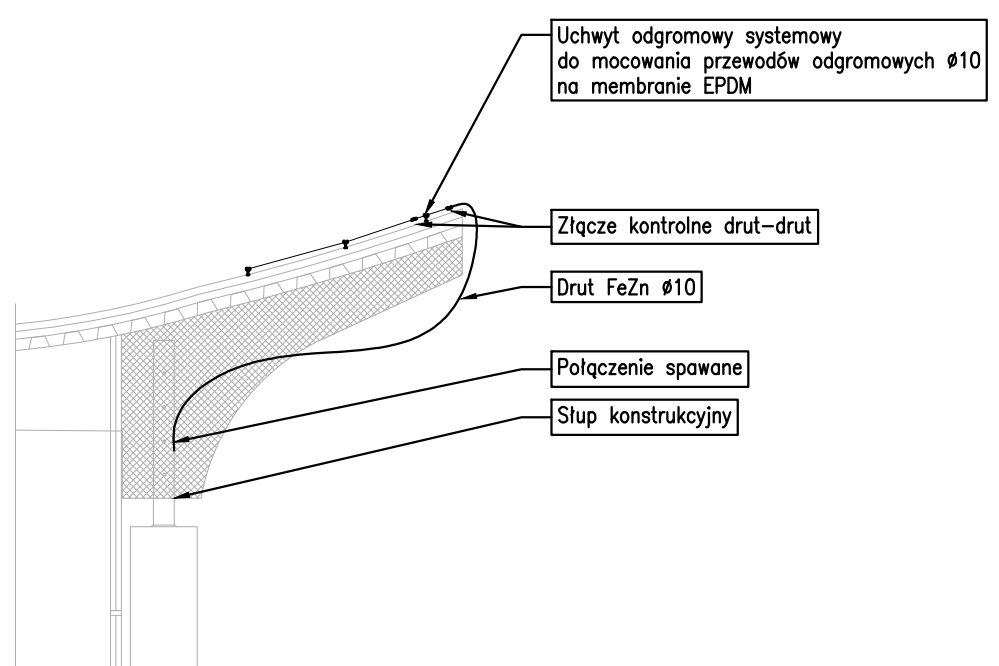 Uchwyt odgromowy systemowy
do mocowania przewodów odgromowych Ø10
na membranie EPDM
Złącze kontrolne drut-drut
Drut FeZn Ø10
Połączenie spawane
Słup konstrukcyjny